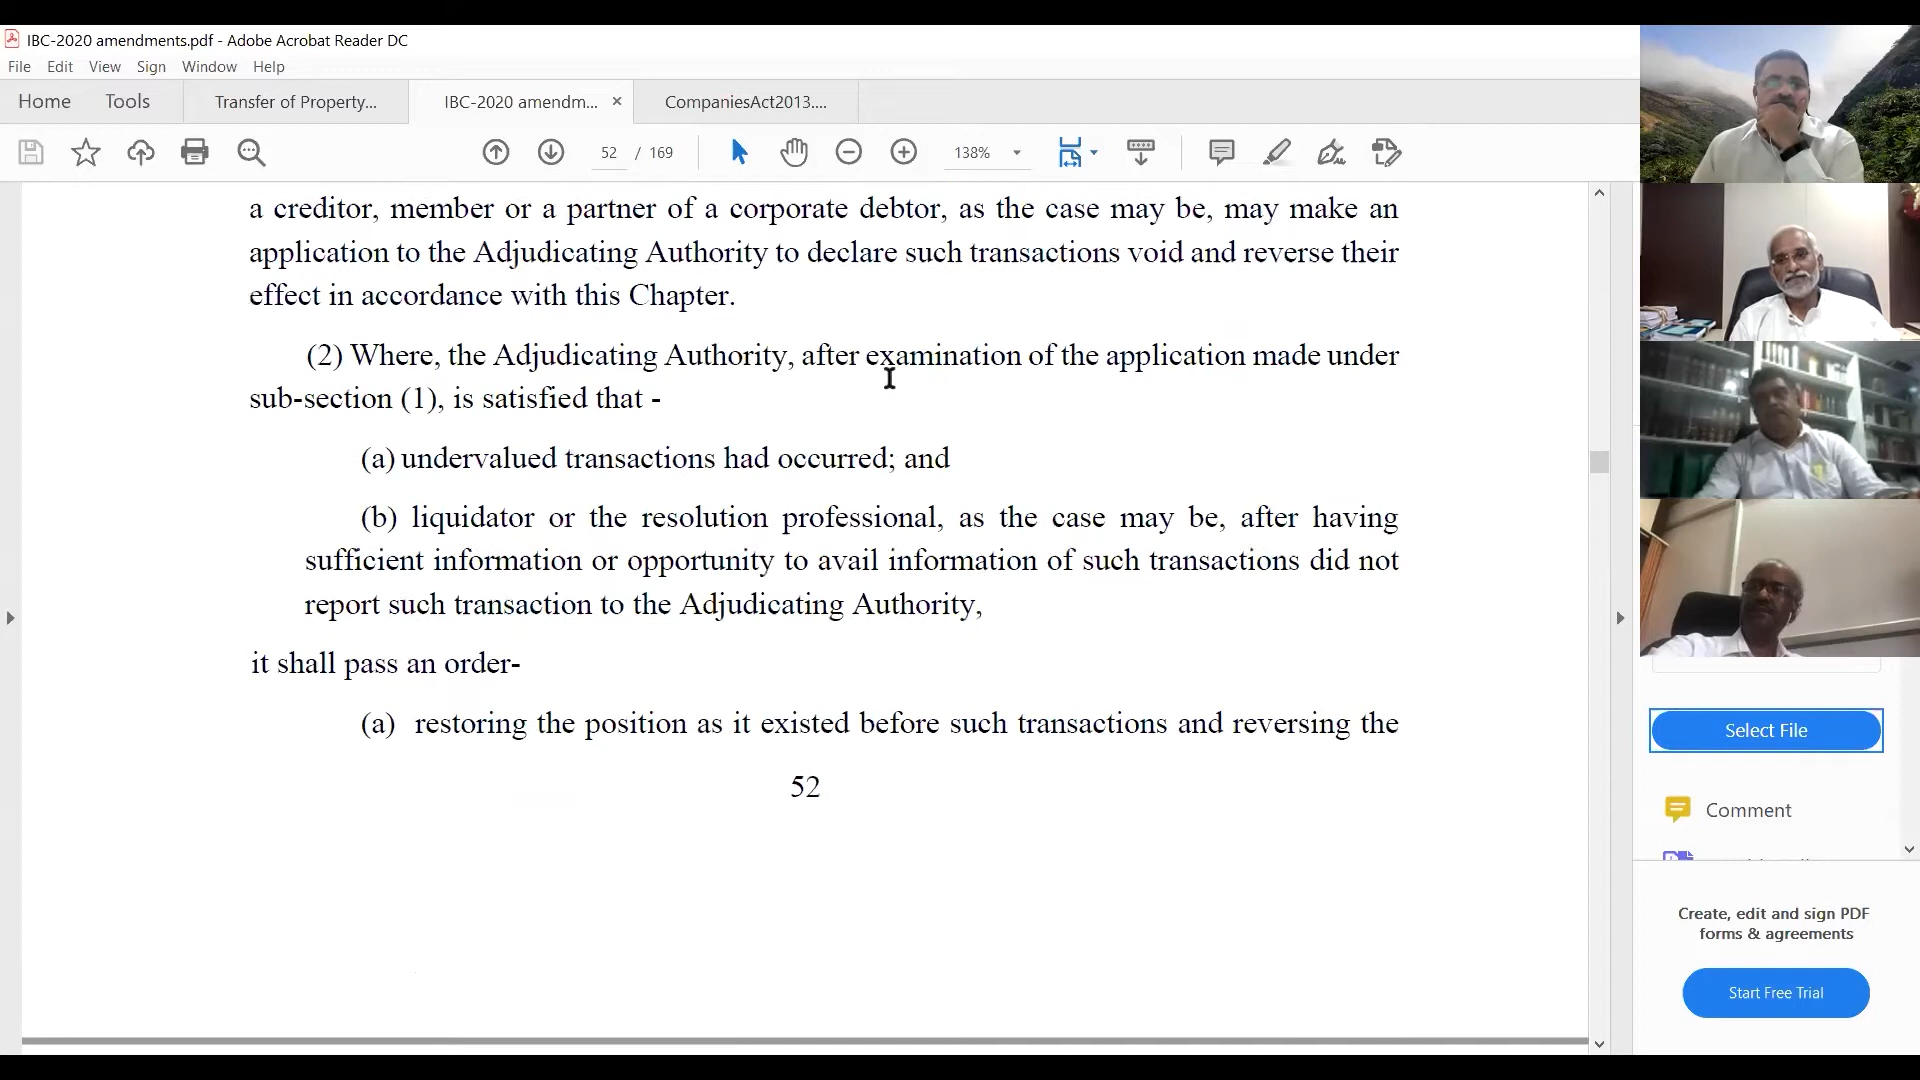 IBC-2020 amendments.pdf - Adobe Acrobat Reader DC
File Edit View Sign Window Help
Home Tools Transfer of Property... IBC-2020 amendm... × CompaniesAct2013....
52 / 169 138%
a creditor, member or a partner of a corporate debtor, as the case may be, may make an
application to the Adjudicating Authority to declare such transactions void and reverse their
effect in accordance with this Chapter.
(2) Where, the Adjudicating Authority, after examination of the application made under
sub-section (1), is satisfied that -
(a) undervalued transactions had occurred; and
(b) liquidator or the resolution professional, as the case may be, after having
sufficient information or opportunity to avail information of such transactions did not
report such transaction to the Adjudicating Authority,
it shall pass an order-
(a) restoring the position as it existed before such transactions and reversing the
52
Select File
Comment
Create, edit and sign PDF
forms & agreements
Start Free Trial